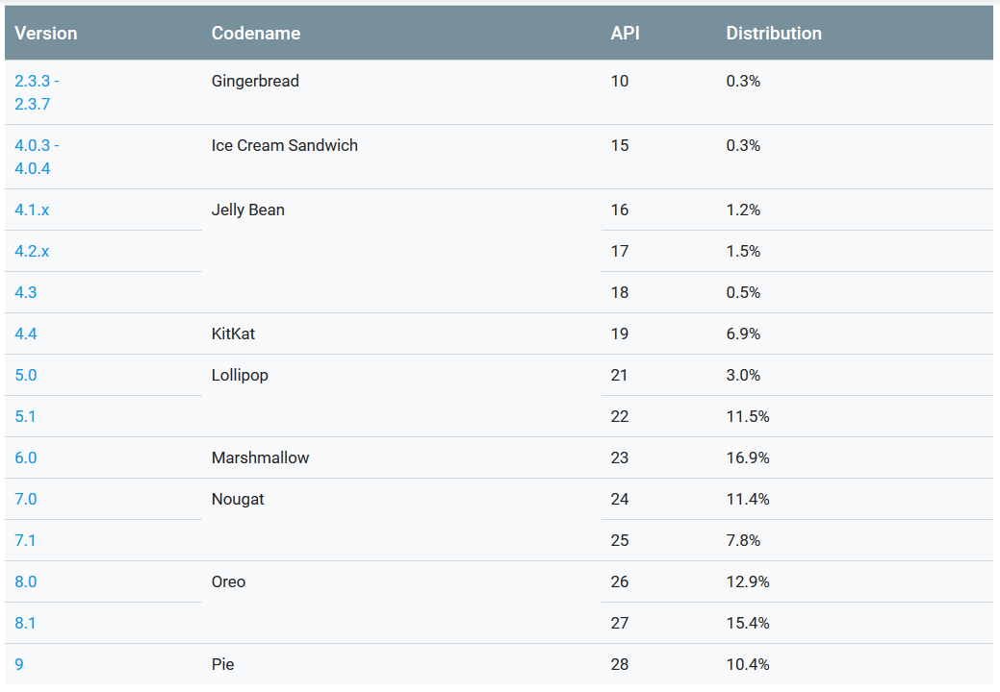 Version Codename API Distribution
2.3.3 - Gingerbread 10 0.3%
2.3.7
4.0.3 - Ice Cream Sandwich 15 0.3%
4.0.4
4.1.x Jelly Bean 16 1.2%
4.2.x 17 1.5%
4.3 18 0.5%
4.4 KitKat 19 6.9%
5.0 Lollipop 21 3.0%
5.1 22 11.5%
6.0 Marshmallow 23 16.9%
7.0 Nougat 24 11.4%
7.1 25 7.8%
8.0 Oreo 26 12.9%
8.1 27 15.4%
9 Pie 28 10.4%